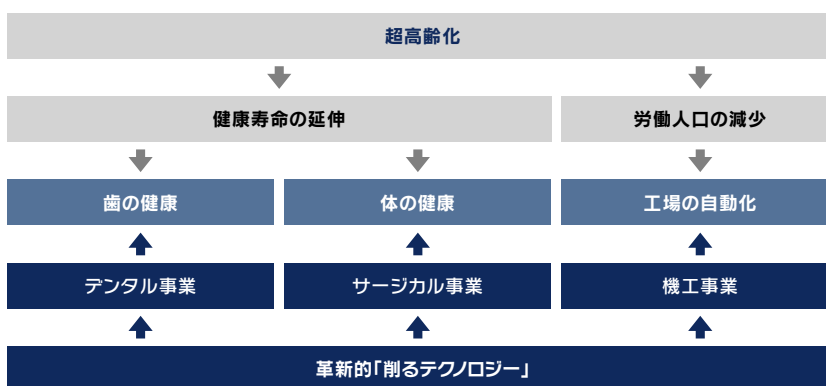 超高齢化
健康寿命の延伸
労働人口の減少
歯の健康
体の健康
工場の自動化
デンタル事業
サージカル事業
機工事業
革新的「削るテクノロジー」